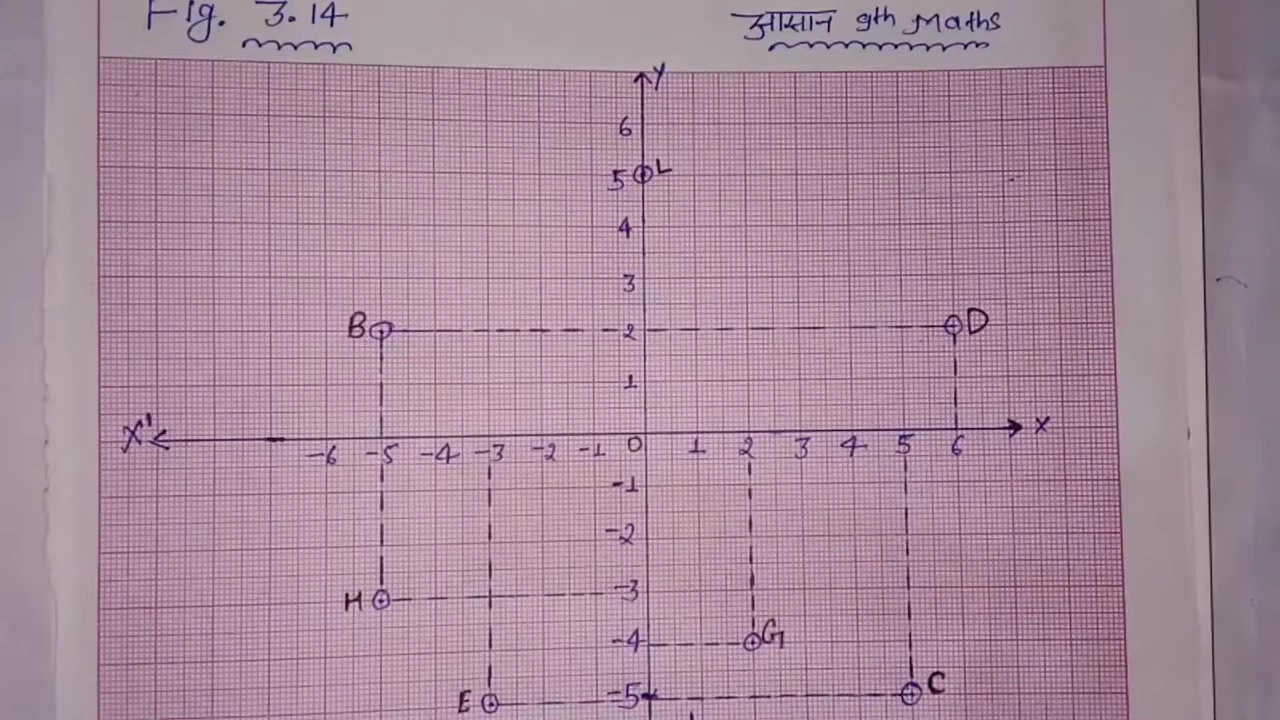 Fig. 3.14
आसान 9th Maths
Y
6
5 L
4
3
B 2 D
1
X' -6 -5 -4 -3 -2 -1 0 1 2 3 4 5 6 X
-1
-2
H -3
-4 G
E -5 C